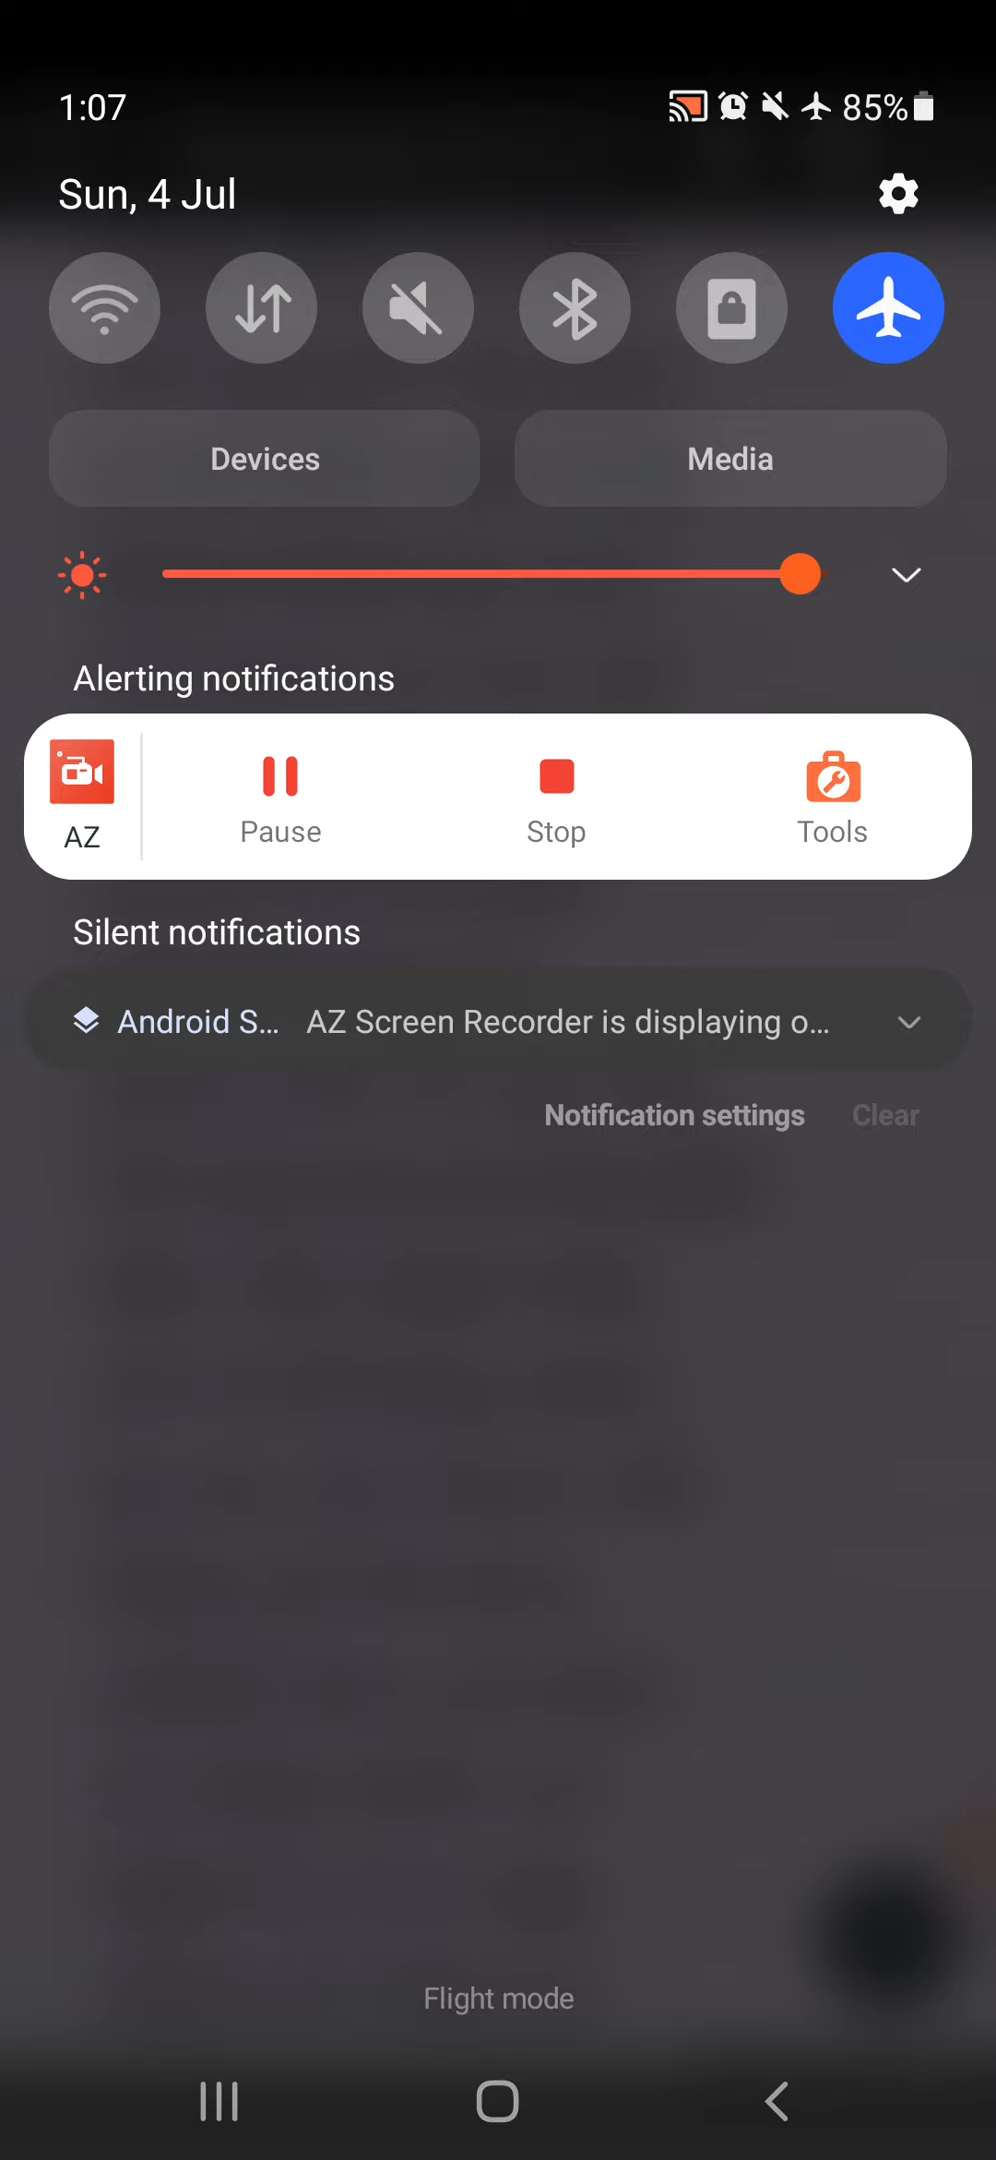 1:07
85%
Sun, 4 Jul
Devices
Media
Alerting notifications
AZ
Pause
Stop
Tools
Silent notifications
Android S... AZ Screen Recorder is displaying o...
Notification settings
Clear
Flight mode